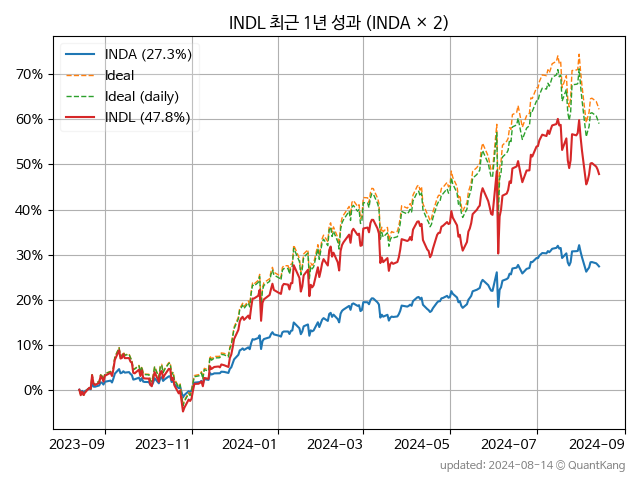 INDL 최근 1년 성과 (INDA × 2)
INDA (27.3%)
Ideal
Ideal (daily)
INDL (47.8%)
70%
60%
50%
40%
30%
20%
10%
0%
2023-09 2023-11 2024-01 2024-03 2024-05 2024-07 2024-09
updated: 2024-08-14 © QuantKang